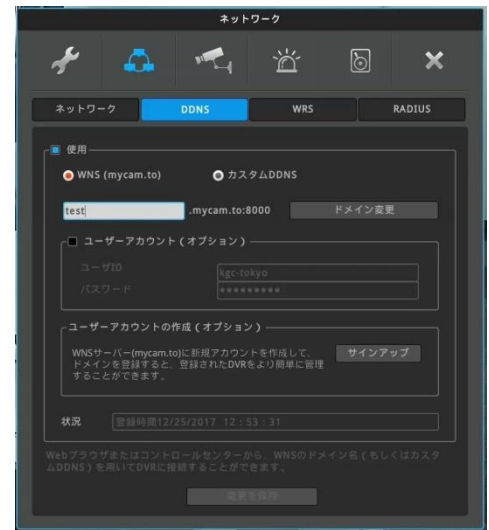 ネットワーク
ネットワーク DDNS WRS RADIUS
使用
WNS (mycam.to) カスタムDDNS
test .mycam.to:8000 ドメイン変更
ユーザーアカウント ( オプション )
ユーザID kgc-tokyo
パスワード *********
ユーザーアカウントの作成 ( オプション )
WNSサーバー(mycam.to)に新規アカウントを作成して、
ドメインを登録すると、登録されたDVRをより簡単に管理
することができます。
サインアップ
状況 登録時間12/25/2017 12 : 53 : 31
Webブラウザまたはコントロールセンターから、WNSのドメイン名 ( もしくはカスタ
ムDDNS ) を用いてDVRに接続することができます。
変更を保存